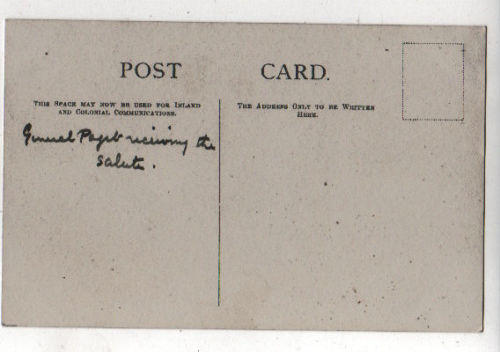 POST CARD.
THIS SPACE MAY NOW BE USED FOR INLAND
AND COLONIAL COMMUNICATIONS.
THE ADDRESS ONLY TO BE WRITTEN
HERE.
General Paget receiving the
salute.